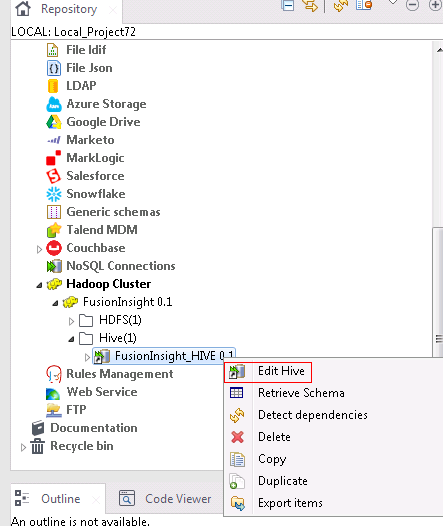 Repository
LOCAL: Local_Project72
File ldif
File Json
LDAP
Azure Storage
Google Drive
Marketo
MarkLogic
Salesforce
Snowflake
Generic schemas
Talend MDM
Couchbase
NoSQL Connections
Hadoop Cluster
FusionInsight 0.1
HDFS(1)
Hive(1)
FusionInsight_HIVE 0.1
Edit Hive
Rules Management
Retrieve Schema
Web Service
Detect dependencies
FTP
Documentation
Delete
Recycle bin
Copy
Duplicate
Outline
Code Viewer
Export items
An outline is not available.